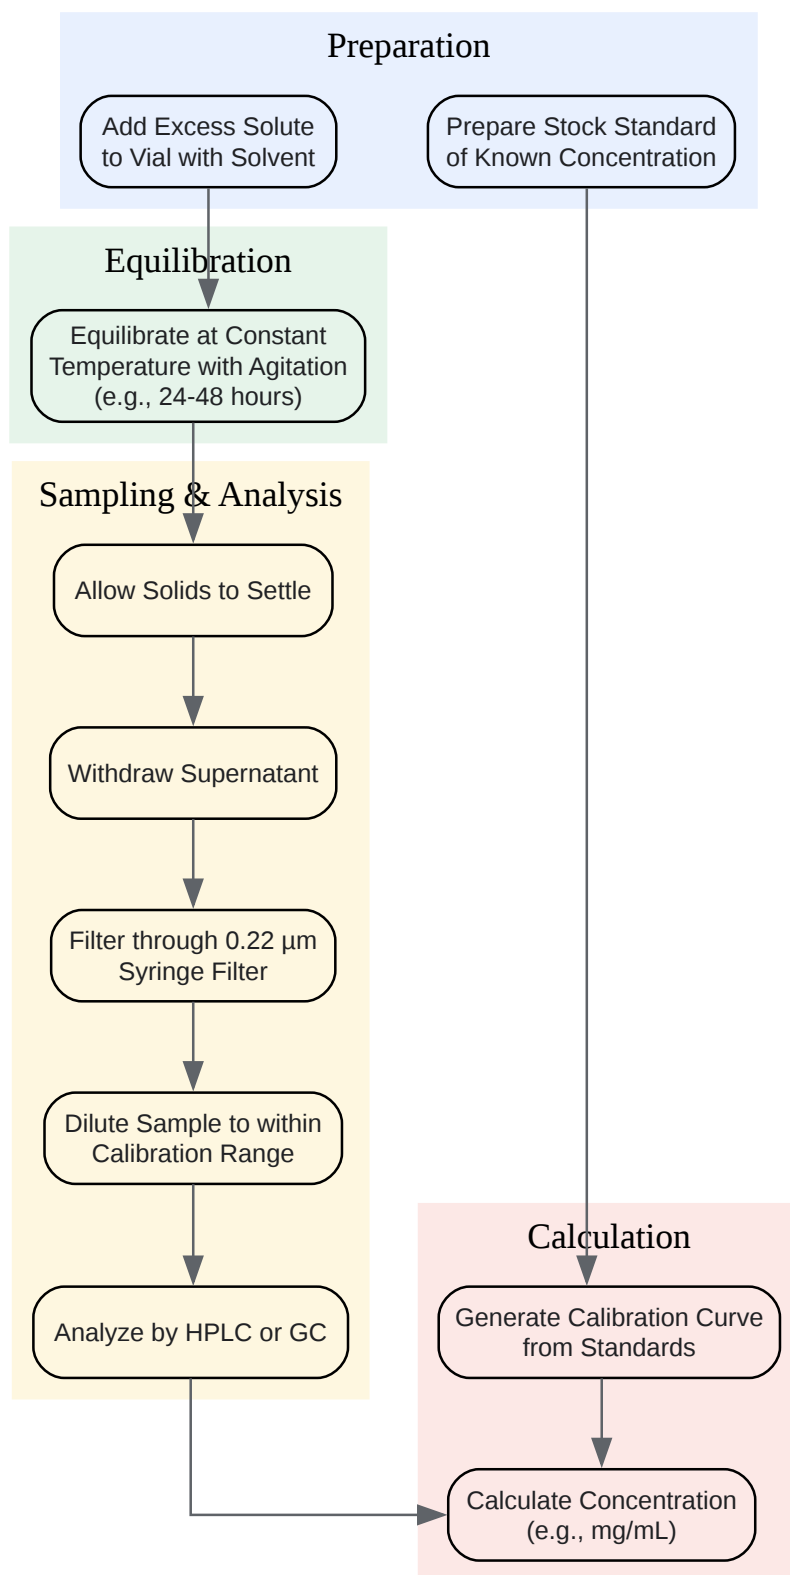 Preparation
Add Excess Solute
to Vial with Solvent
Prepare Stock Standard
of Known Concentration
Equilibration
Equilibrate at Constant
Temperature with Agitation
(e.g., 24-48 hours)
Sampling & Analysis
Allow Solids to Settle
Withdraw Supernatant
Filter through 0.22 µm
Syringe Filter
Dilute Sample to within
Calibration Range
Analyze by HPLC or GC
Calculation
Generate Calibration Curve
from Standards
Calculate Concentration
(e.g., mg/mL)